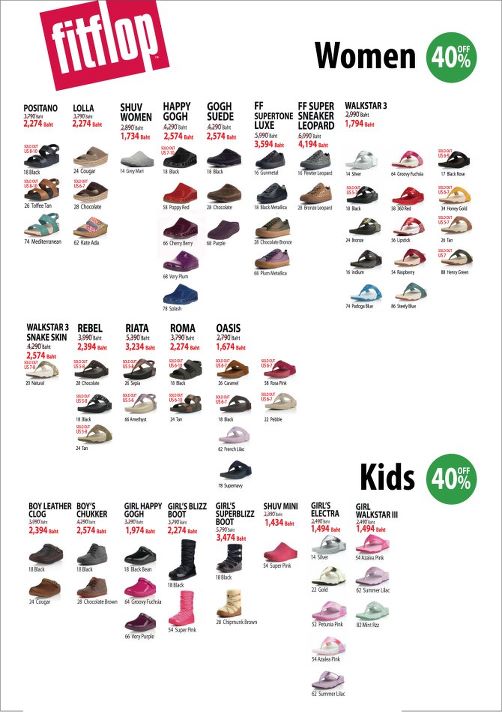 fitflop
Women 40% OFF
POSITANO
3,790 Baht
2,274 Baht
18 Black
26 Toffee Tan
74 Mediterranean
LOLLA
3,790 Baht
2,274 Baht
24 Cougar
28 Chocolate
62 Kata Ada
SHUV
WOMEN
2,890 Baht
1,734 Baht
14 Grey Marl
HAPPY
GOGH
4,290 Baht
2,574 Baht
18 Black
58 Poppy Red
66 Cherry Berry
68 Very Plum
78 Splash
GOGH
SUEDE
4,290 Baht
2,574 Baht
18 Black
28 Chocolate
68 Purple
FF
SUPERTONE
LUXE
5,990 Baht
3,594 Baht
16 Gunmetal
18 Black Metallica
28 Chocolate Bronze
68 Plum Metallica
FF SUPER
SNEAKER
LEOPARD
6,990 Baht
4,194 Baht
16 Pewter Leopard
28 Bronze Leopard
WALKSTAR 3
2,990 Baht
1,794 Baht
14 Silver
64 Groovy Fuchsia
17 Black Rose
18 Black
38 360 Red
34 Honey Gold
24 Bronze
56 Lipstick
26 Tan
16 Indium
54 Raspberry
88 Honey Green
74 Padoga Blue
86 Steely Blue
WALKSTAR 3
SNAKE SKIN
4,290 Baht
2,574 Baht
29 Natural
REBEL
3,990 Baht
2,394 Baht
28 Chocolate
18 Black
24 Tan
RIATA
5,390 Baht
3,234 Baht
26 Sepia
66 Amethyst
ROMA
3,790 Baht
2,274 Baht
18 Black
24 Tan
OASIS
2,790 Baht
1,674 Baht
26 Caramel
58 Rosa Pink
18 Black
22 Pebble
62 French Lilac
78 Supernavy
Kids 40% OFF
BOY LEATHER
CLOG
3,990 Baht
2,394 Baht
18 Black
24 Cougar
BOY'S
CHUKKER
4,290 Baht
2,574 Baht
18 Black
28 Chocolate Brown
GIRL HAPPY
GOGH
3,290 Baht
1,974 Baht
18 Black Bean
64 Groovy Fuchsia
66 Very Purple
GIRL'S BLIZZ
BOOT
3,790 Baht
2,274 Baht
18 Black
54 Super Pink
GIRL'S
SUPERBLIZZ
BOOT
5,790 Baht
3,474 Baht
18 Black
28 Chipmunk Brown
SHUV MINI
2,390 Baht
1,434 Baht
54 Super Pink
GIRL'S
ELECTRA
2,490 Baht
1,494 Baht
14 Silver
22 Gold
52 Petunia Pink
54 Azalea Pink
62 Summer Lilac
GIRL
WALKSTAR III
2,490 Baht
1,494 Baht
54 Azalea Pink
62 Summer Lilac
82 Mint Fizz